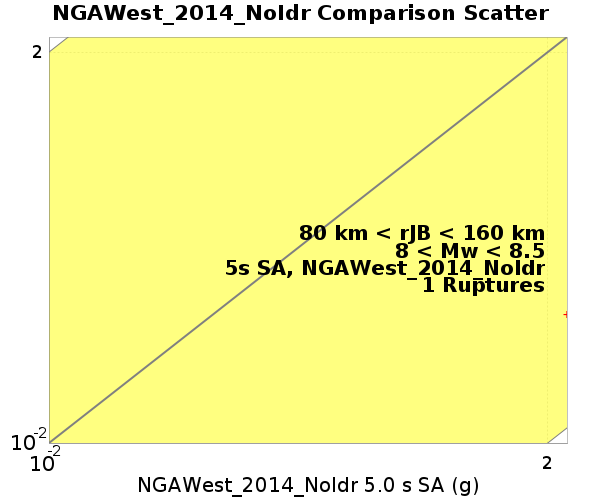 NGAWest_2014_NoIdr Comparison Scatter
2
80 km < rJB < 160 km
8 < Mw < 8.5
5s SA, NGAWest_2014_NoIdr
1 Ruptures
10-2
10-2
2
NGAWest_2014_NoIdr 5.0 s SA (g)